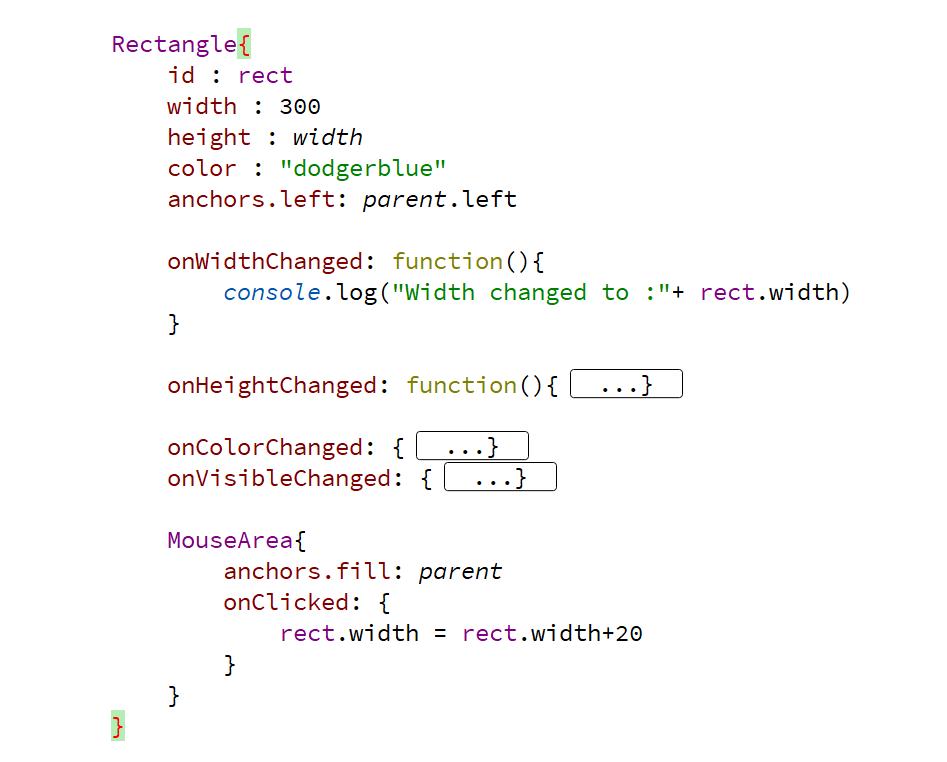 Rectangle{
    id : rect
    width : 300
    height : width
    color : "dodgerblue"
    anchors.left: parent.left

    onWidthChanged: function(){
        console.log("Width changed to :"+ rect.width)
    }

    onHeightChanged: function(){ ...}

    onColorChanged: { ...}
    onVisibleChanged: { ...}

    MouseArea{
        anchors.fill: parent
        onClicked: {
            rect.width = rect.width+20
        }
    }
}